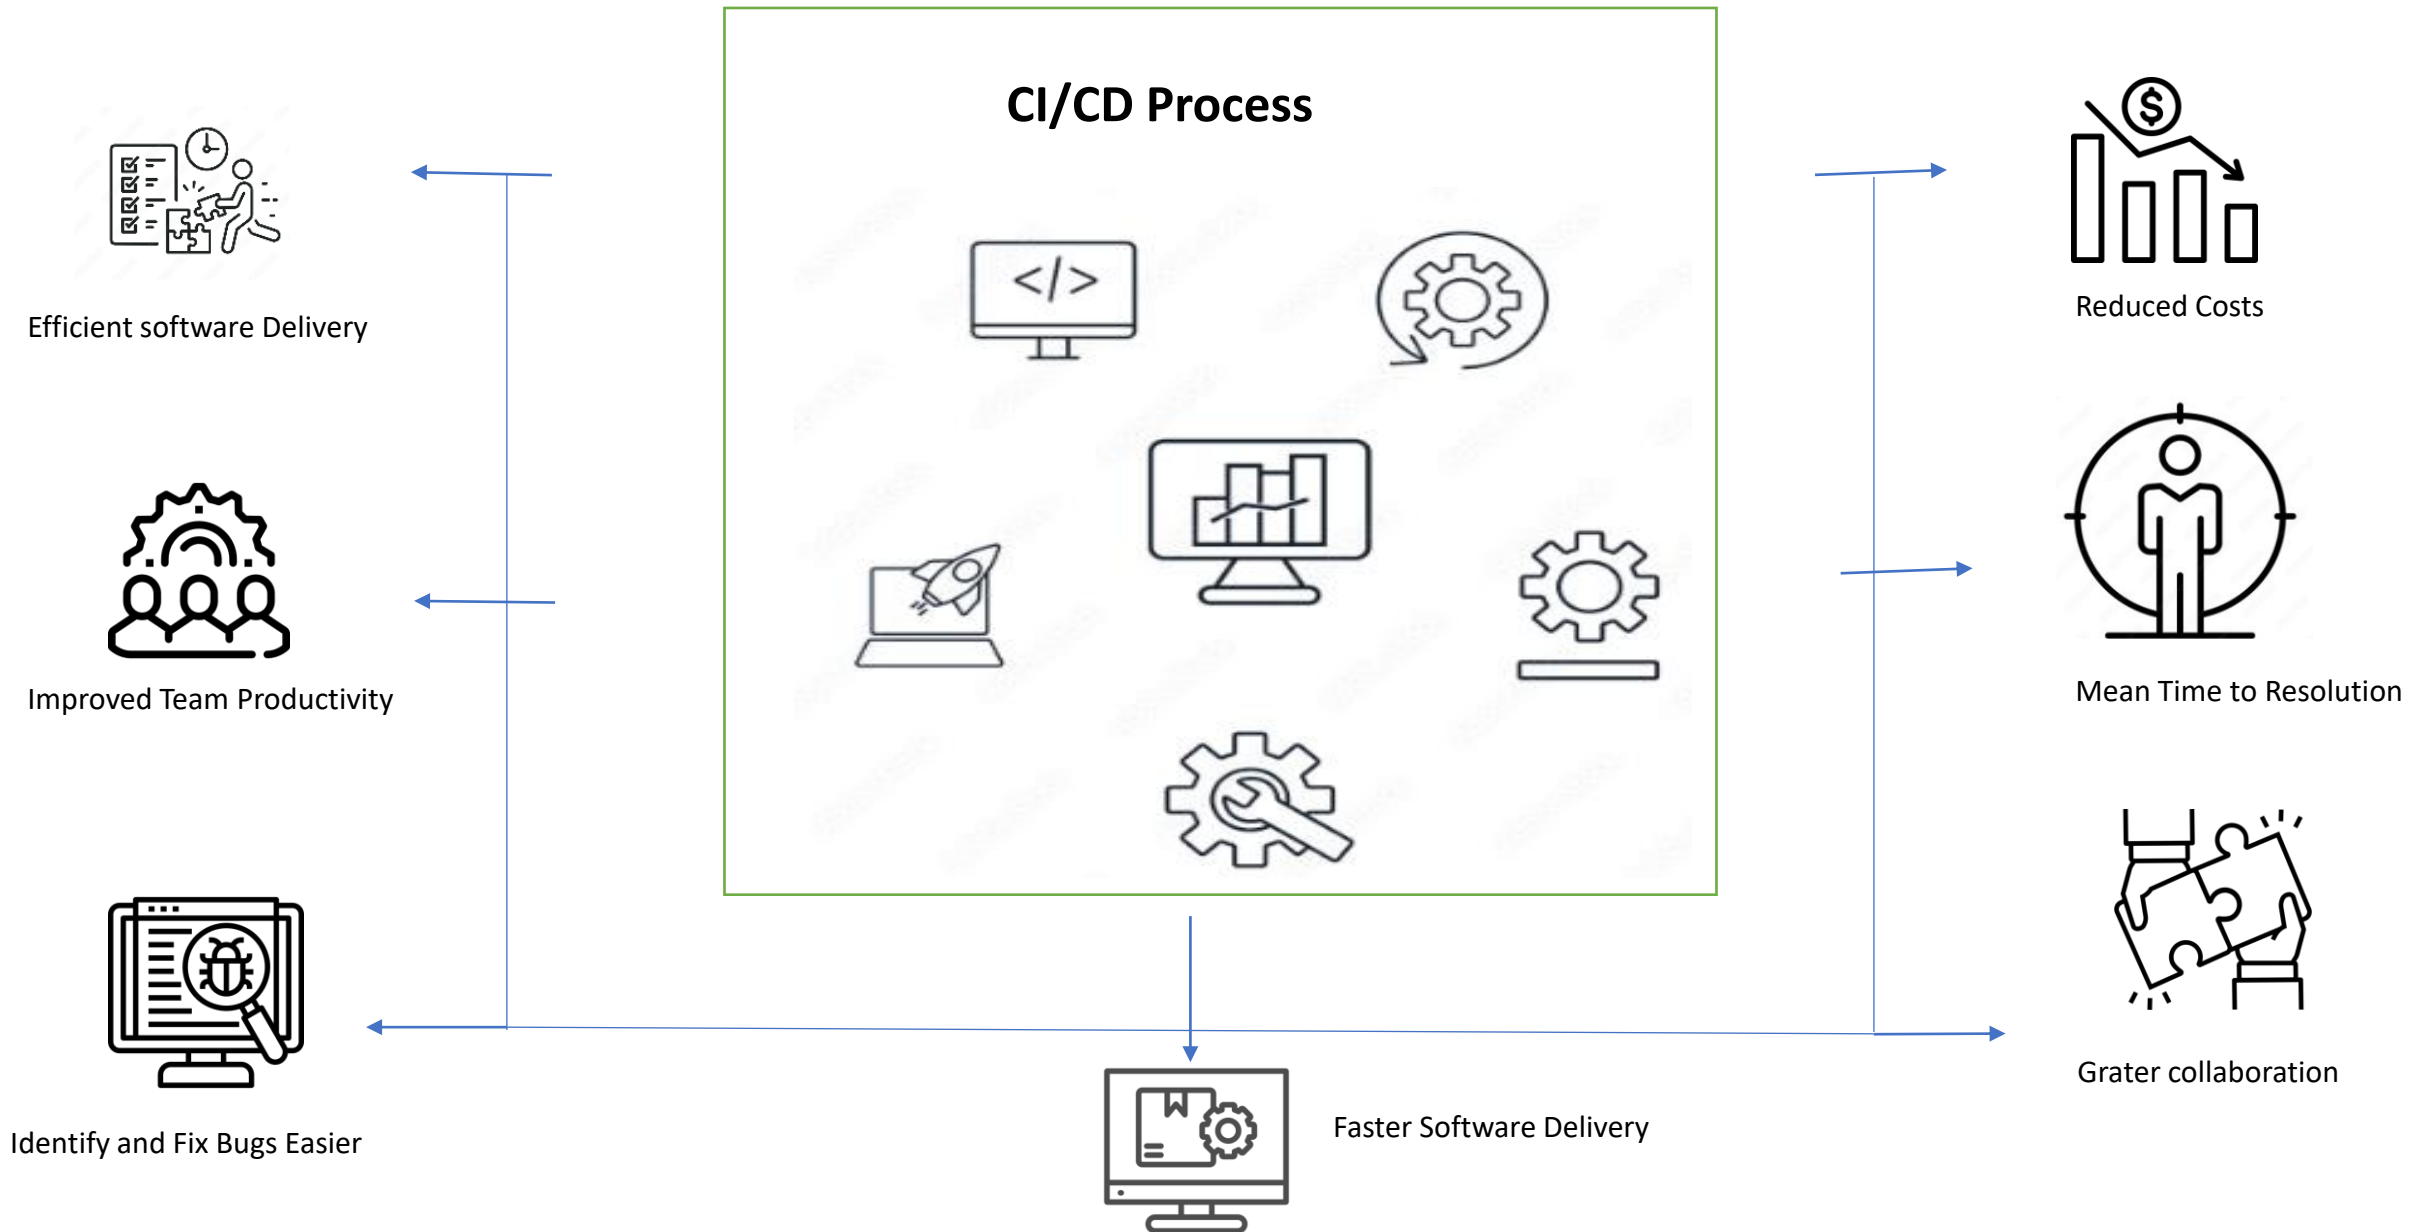 CI/CD Process
Efficient software Delivery
Reduced Costs
Improved Team Productivity
Mean Time to Resolution
Identify and Fix Bugs Easier
Faster Software Delivery
Grater collaboration